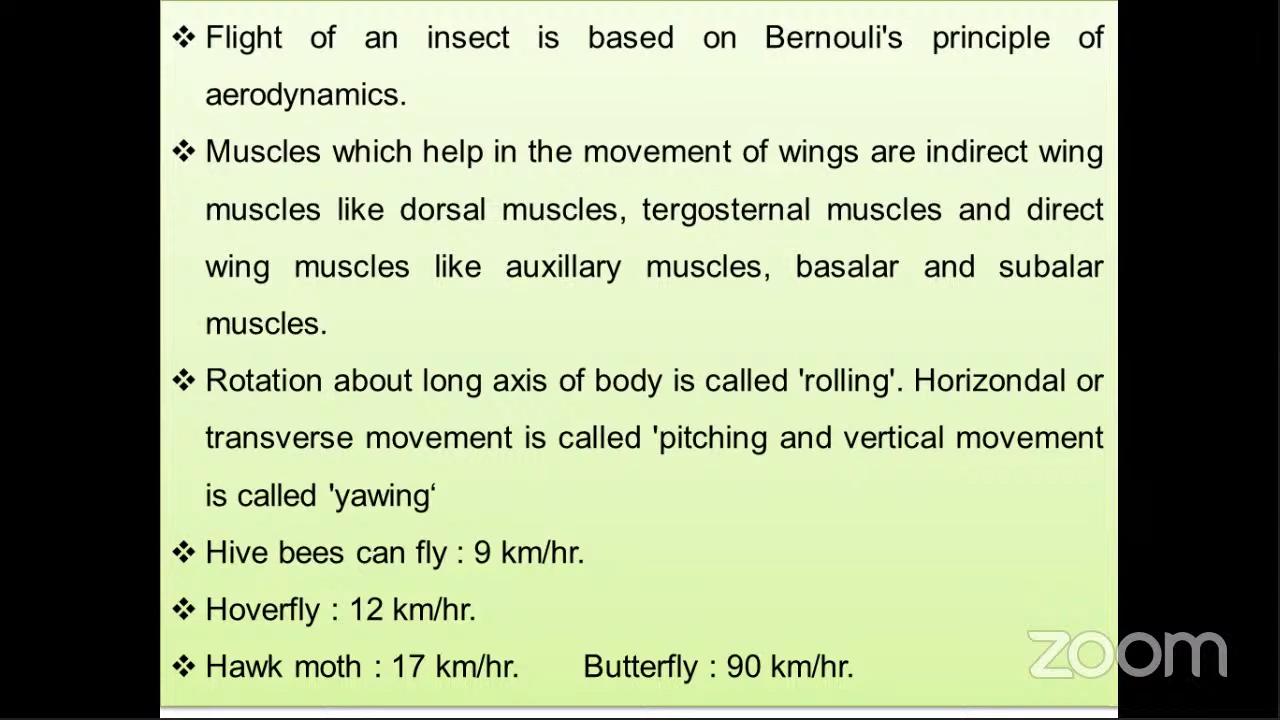 ❖ Flight of an insect is based on Bernouli's principle of
aerodynamics.
❖ Muscles which help in the movement of wings are indirect wing
muscles like dorsal muscles, tergosternal muscles and direct
wing muscles like auxillary muscles, basalar and subalar
muscles.
❖ Rotation about long axis of body is called 'rolling'. Horizondal or
transverse movement is called 'pitching and vertical movement
is called 'yawing‘
❖ Hive bees can fly : 9 km/hr.
❖ Hoverfly : 12 km/hr.
❖ Hawk moth : 17 km/hr. Butterfly : 90 km/hr.
zoom